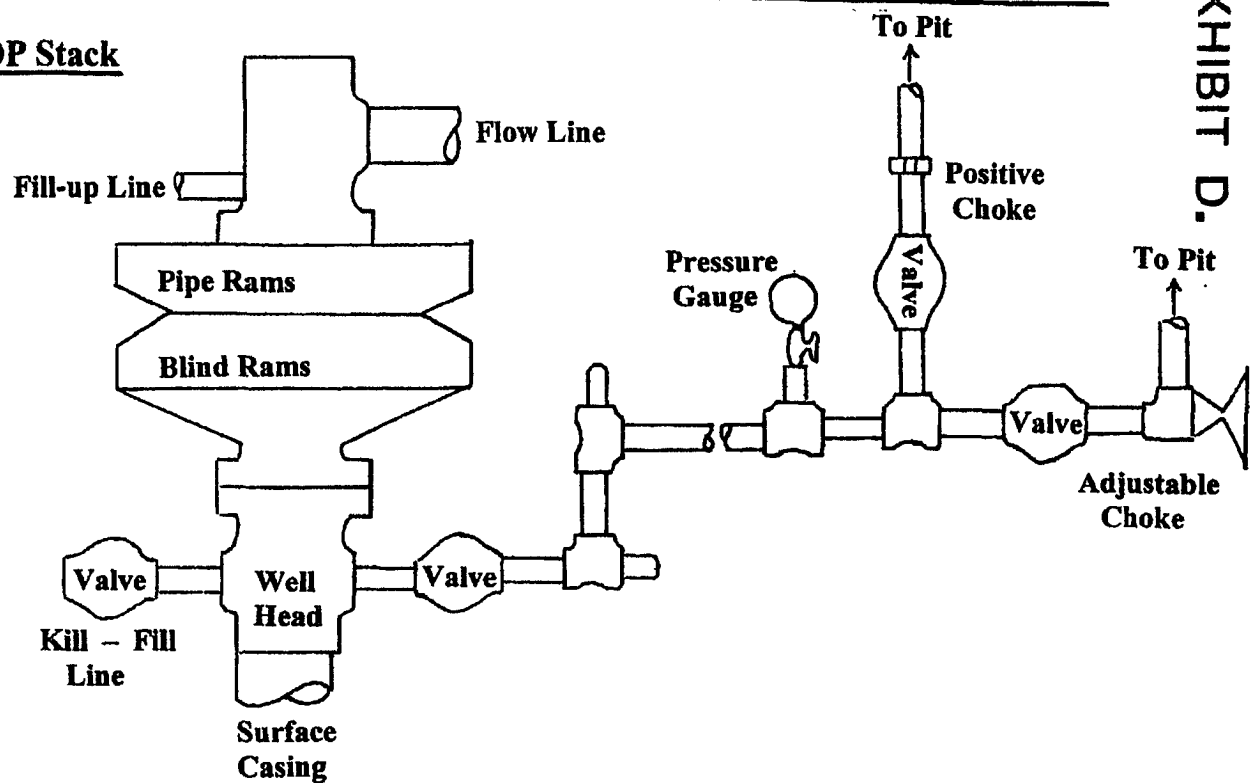 OP Stack
To Pit
EXHIBIT D.
Flow Line
Fill-up Line
Positive
Choke
Valve
To Pit
Pressure
Gauge
Pipe Rams
Blind Rams
Valve
Adjustable
Choke
Valve
Well
Head
Valve
Kill – Fill
Line
Surface
Casing